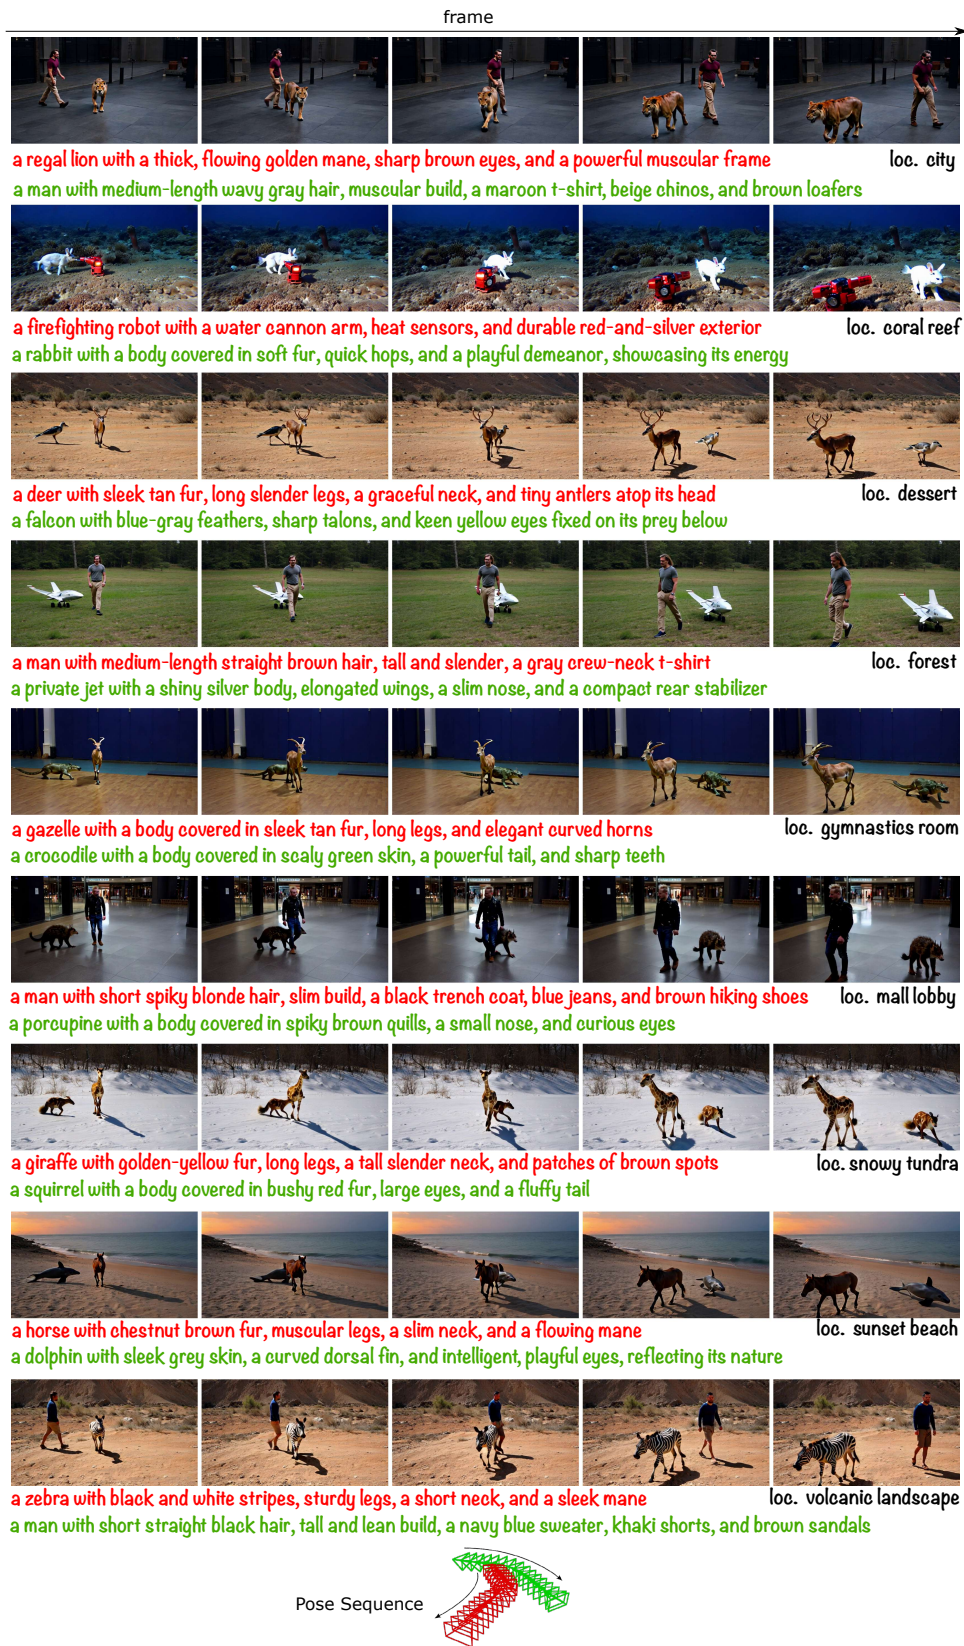 frame
a regal lion with a thick, flowing golden mane, sharp brown eyes, and a powerful muscular frame loc. city
a man with medium-length wavy gray hair, muscular build, a maroon t-shirt, beige chinos, and brown loafers
a firefighting robot with a water cannon arm, heat sensors, and durable red-and-silver exterior loc. coral reef
a rabbit with a body covered in soft fur, quick hops, and a playful demeanor, showcasing its energy
a deer with sleek tan fur, long slender legs, a graceful neck, and tiny antlers atop its head loc. dessert
a falcon with blue-gray feathers, sharp talons, and keen yellow eyes fixed on its prey below
a man with medium-length straight brown hair, tall and slender, a gray crew-neck t-shirt loc. forest
a private jet with a shiny silver body, elongated wings, a slim nose, and a compact rear stabilizer
a gazelle with a body covered in sleek tan fur, long legs, and elegant curved horns loc. gymnastics room
a crocodile with a body covered in scaly green skin, a powerful tail, and sharp teeth
a man with short spiky blonde hair, slim build, a black trench coat, blue jeans, and brown hiking shoes loc. mall lobby
a porcupine with a body covered in spiky brown quills, a small nose, and curious eyes
a giraffe with golden-yellow fur, long legs, a tall slender neck, and patches of brown spots loc. snowy tundra
a squirrel with a body covered in bushy red fur, large eyes, and a fluffy tail
a horse with chestnut brown fur, muscular legs, a slim neck, and a flowing mane loc. sunset beach
a dolphin with sleek grey skin, a curved dorsal fin, and intelligent, playful eyes, reflecting its nature
a zebra with black and white stripes, sturdy legs, a short neck, and a sleek mane loc. volcanic landscape
a man with short straight black hair, tall and lean build, a navy blue sweater, khaki shorts, and brown sandals
Pose Sequence